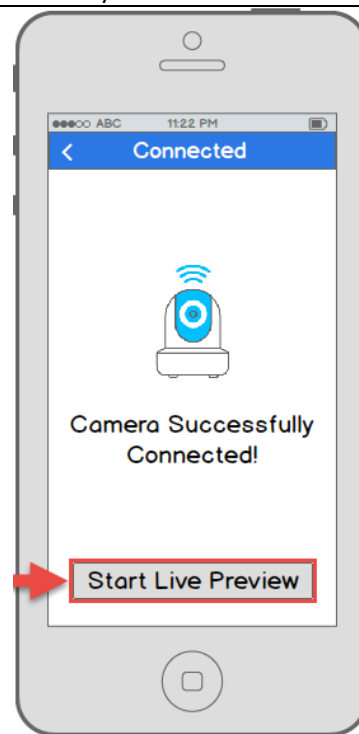 ABC 11:22 PM
Connected
Camera Successfully
Connected!
Start Live Preview